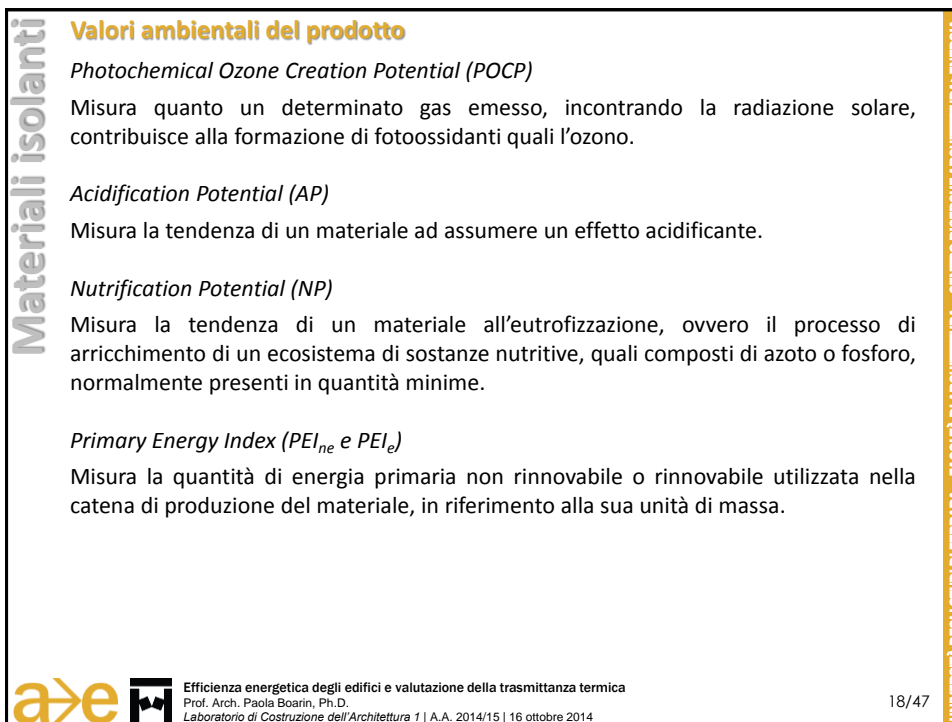 Materiali isolanti
Valori ambientali del prodotto
Photochemical Ozone Creation Potential (POCP)
Misura quanto un determinato gas emesso, incontrando la radiazione solare,
contribuisce alla formazione di fotoossidanti quali l'ozono.
Acidification Potential (AP)
Misura la tendenza di un materiale ad assumere un effetto acidificante.
Nutrification Potential (NP)
Misura la tendenza di un materiale all'eutrofizzazione, ovvero il processo di
arricchimento di un ecosistema di sostanze nutritive, quali composti di azoto o fosforo,
normalmente presenti in quantità minime.
Primary Energy Index (PEIne e PEIe)
Misura la quantità di energia primaria non rinnovabile o rinnovabile utilizzata nella
catena di produzione del materiale, in riferimento alla sua unità di massa.
a>e
Efficienza energetica degli edifici e valutazione della trasmittanza termica
Prof. Arch. Paola Boarin, Ph.D.
Laboratorio di Costruzione dell'Architettura 1 | A.A. 2014/15 | 16 ottobre 2014
18/47